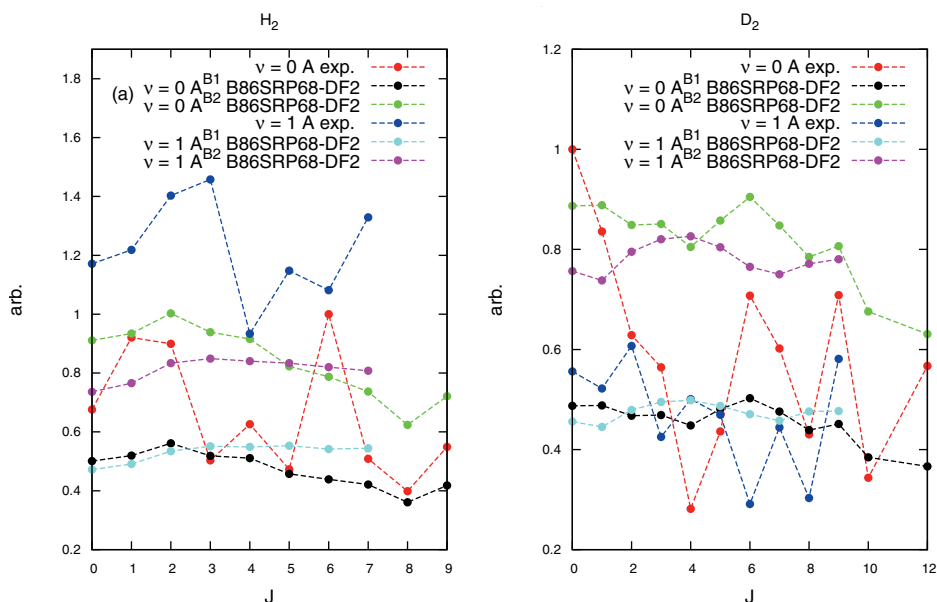 H2
1.8
1.6
1.4
1.2
1
0.8
0.6
0.4
0.2
arb.
(a)
ν = 0 A exp.
ν = 0 A^B1 B86SRP68-DF2
ν = 0 A^B2 B86SRP68-DF2
ν = 1 A exp.
ν = 1 A^B1 B86SRP68-DF2
ν = 1 A^B2 B86SRP68-DF2
0 1 2 3 4 5 6 7 8 9
J
D2
1.2
1
0.8
0.6
0.4
0.2
arb.
ν = 0 A exp.
ν = 0 A^B1 B86SRP68-DF2
ν = 0 A^B2 B86SRP68-DF2
ν = 1 A exp.
ν = 1 A^B1 B86SRP68-DF2
ν = 1 A^B2 B86SRP68-DF2
0 2 4 6 8 10 12
J